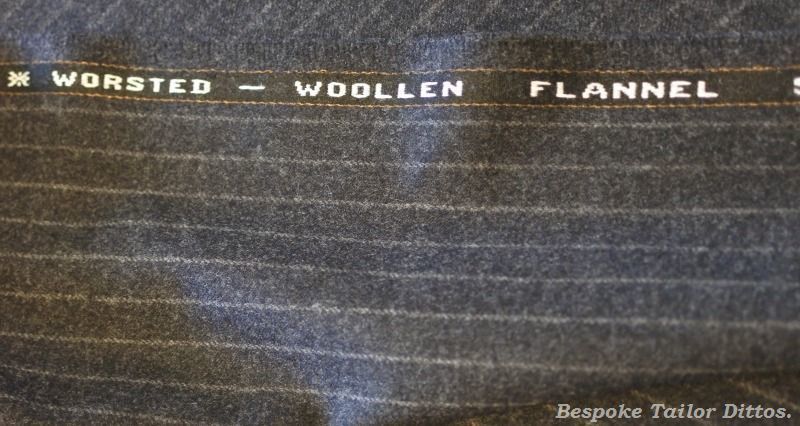 ※ WORSTED — WOOLLEN FLANNEL
Bespoke Tailor Dittos.